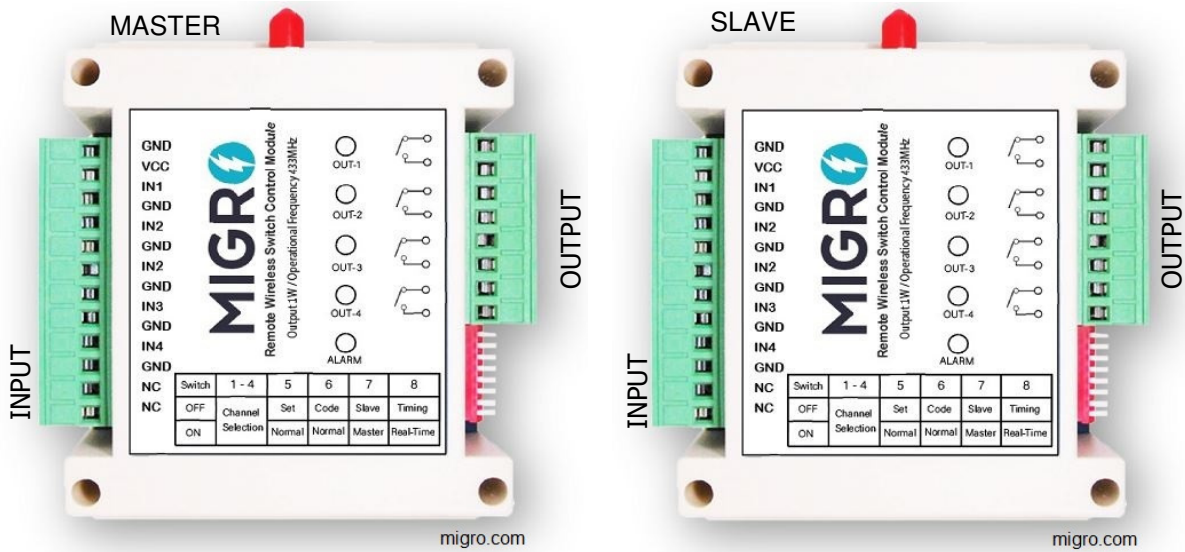 MASTER
INPUT
OUTPUT
GND
VCC
IN1
GND
IN2
GND
IN2
GND
IN3
GND
IN4
GND
NC
NC
MIGRO
Remote Wireless Switch Control Module
Output:1W / Operational Frequency 433MHz
OUT-1
OUT-2
OUT-3
OUT-4
ALARM
Switch 1 - 4 5 6 7 8
OFF Channel Selection Set Code Slave Timing
ON Normal Normal Master Real-Time
migro.com
SLAVE
INPUT
OUTPUT
GND
VCC
IN1
GND
IN2
GND
IN2
GND
IN3
GND
IN4
GND
NC
NC
MIGRO
Remote Wireless Switch Control Module
Output:1W / Operational Frequency 433MHz
OUT-1
OUT-2
OUT-3
OUT-4
ALARM
Switch 1 - 4 5 6 7 8
OFF Channel Selection Set Code Slave Timing
ON Normal Normal Master Real-Time
migro.com